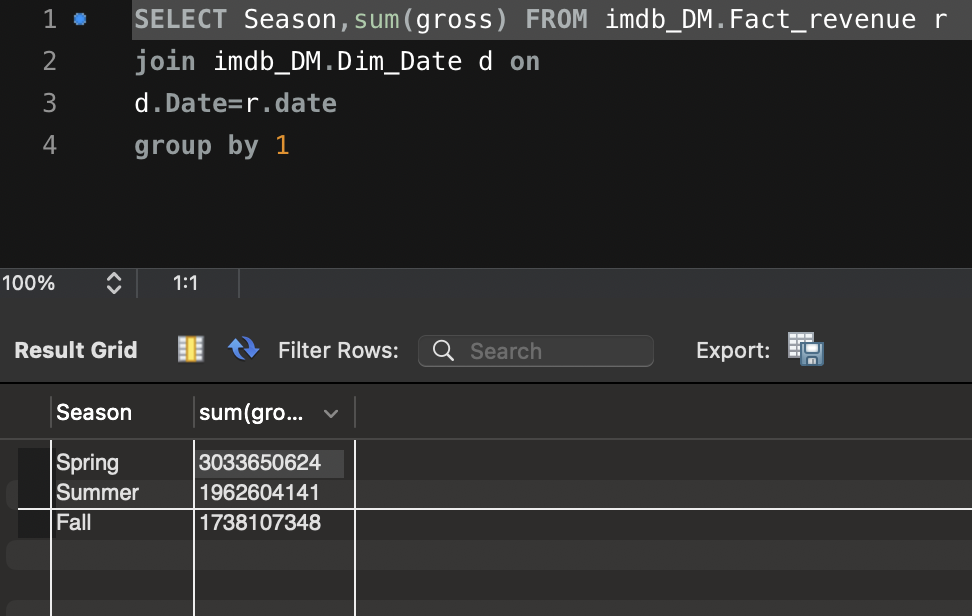 1 SELECT Season,sum(gross) FROM imdb_DM.Fact_revenue r
2 join imdb_DM.Dim_Date d on
3 d.Date=r.date
4 group by 1
100% 1:1
Result Grid Filter Rows: Search Export:
Season sum(gro...
Spring 3033650624
Summer 1962604141
Fall 1738107348